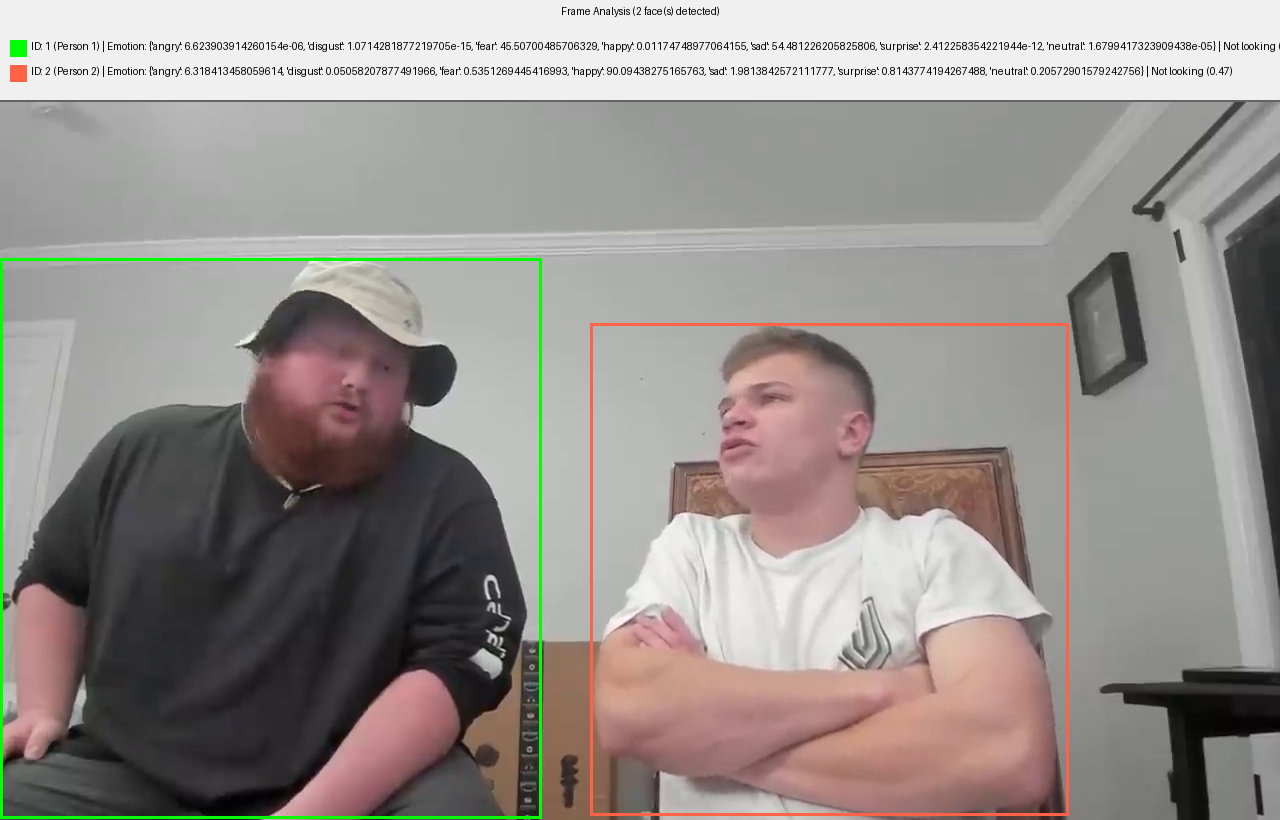 Frame Analysis (2 face(s) detected)
ID: 1 (Person 1) | Emotion: {'angry': 6.623903914260154e-06, 'disgust': 1.0714281877219705e-15, 'fear': 45.50700485706329, 'happy': 0.01174748977064155, 'sad': 54.481226205825806, 'surprise': 2.412258354221944e-12, 'neutral': 1.6799417323909438e-05} | Not looking (
ID: 2 (Person 2) | Emotion: {'angry': 6.318413458059614, 'disgust': 0.05058207877491966, 'fear': 0.5351269445416993, 'happy': 90.09438275165763, 'sad': 1.9813842572111777, 'surprise': 0.8143774194267488, 'neutral': 0.20572901579242756} | Not looking (0.47)